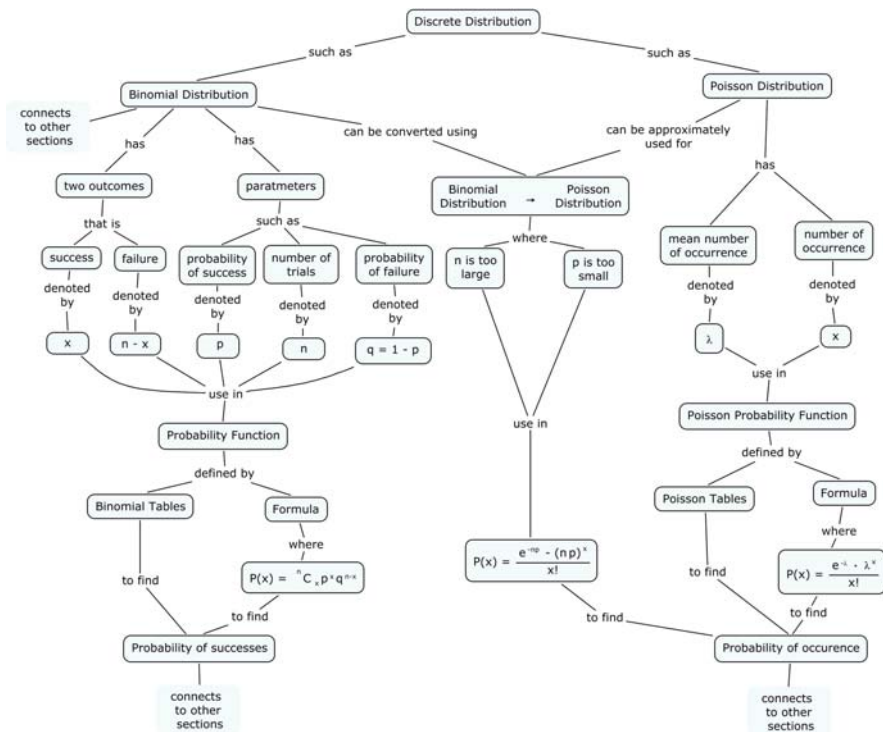 Discrete Distribution
such as
such as
Binomial Distribution
Poisson Distribution
connects
to other
sections
can be converted using
can be approximately
used for
has
has
has
two outcomes
paratmeters
Binomial
Distribution
→
Poisson
Distribution
that is
such as
where
success
failure
probability
of success
number of
trials
probability
of failure
n is too
large
p is too
small
mean number
of occurrence
number of
occurrence
denoted
by
denoted
by
denoted
by
denoted
by
denoted
by
denoted
by
denoted
by
x
n - x
p
n
q = 1 - p
λ
x
use in
use in
use in
Probability Function
Poisson Probability Function
defined by
defined by
Binomial Tables
Formula
Poisson Tables
Formula
where
where
P(x) = ⁿCₓpˣqⁿ⁻ˣ
P(x) = e⁻ⁿᵖ - (np)ˣ
x!
P(x) = e^-λ · λˣ
x!
to find
to find
to find
to find
to find
Probability of successes
Probability of occurence
connects
to other
sections
connects
to other
sections